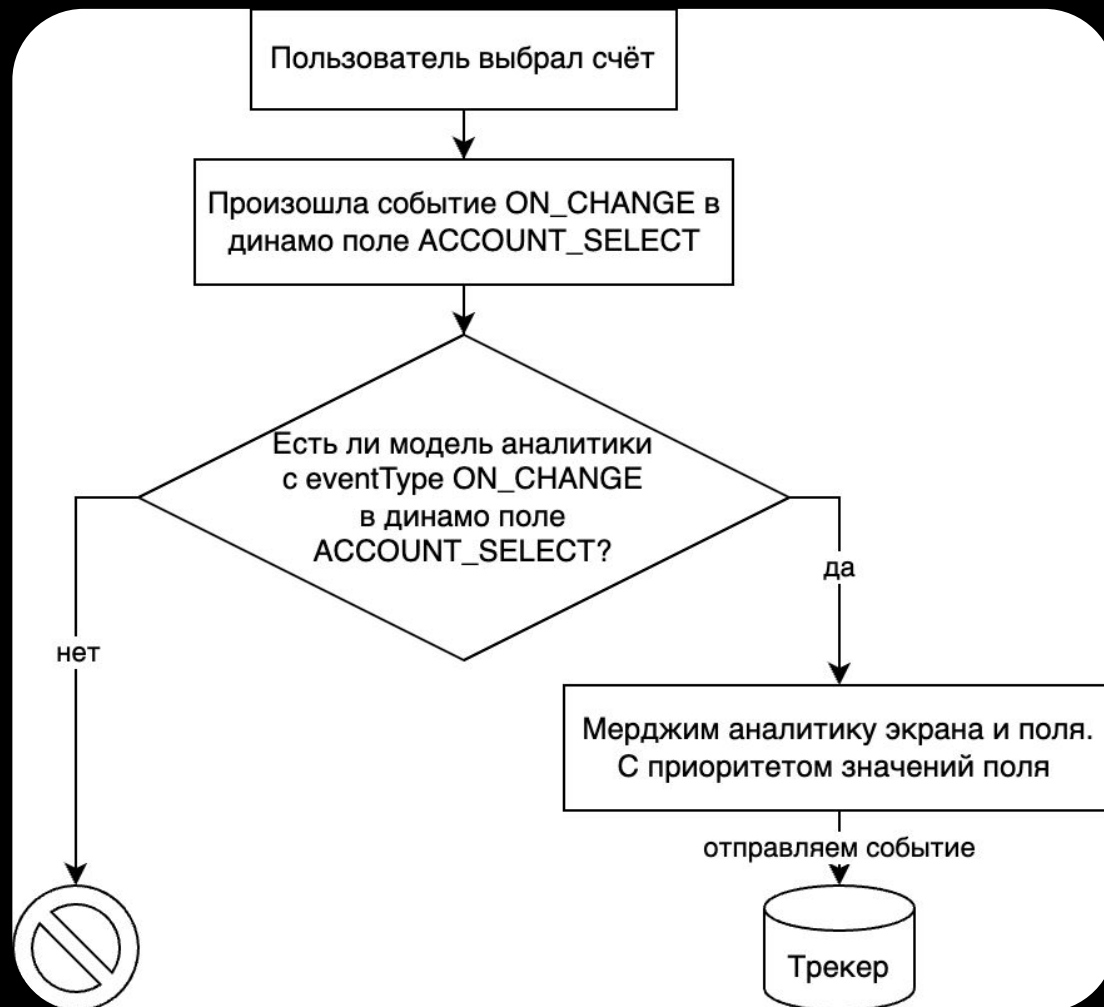 Пользователь выбрал счёт
Произошла событие ON_CHANGE в
динамо поле ACCOUNT_SELECT
Есть ли модель аналитики
с eventType ON_CHANGE
в динамо поле
ACCOUNT_SELECT?
да
нет
Мерджим аналитику экрана и поля.
С приоритетом значений поля
отправляем событие
Трекер